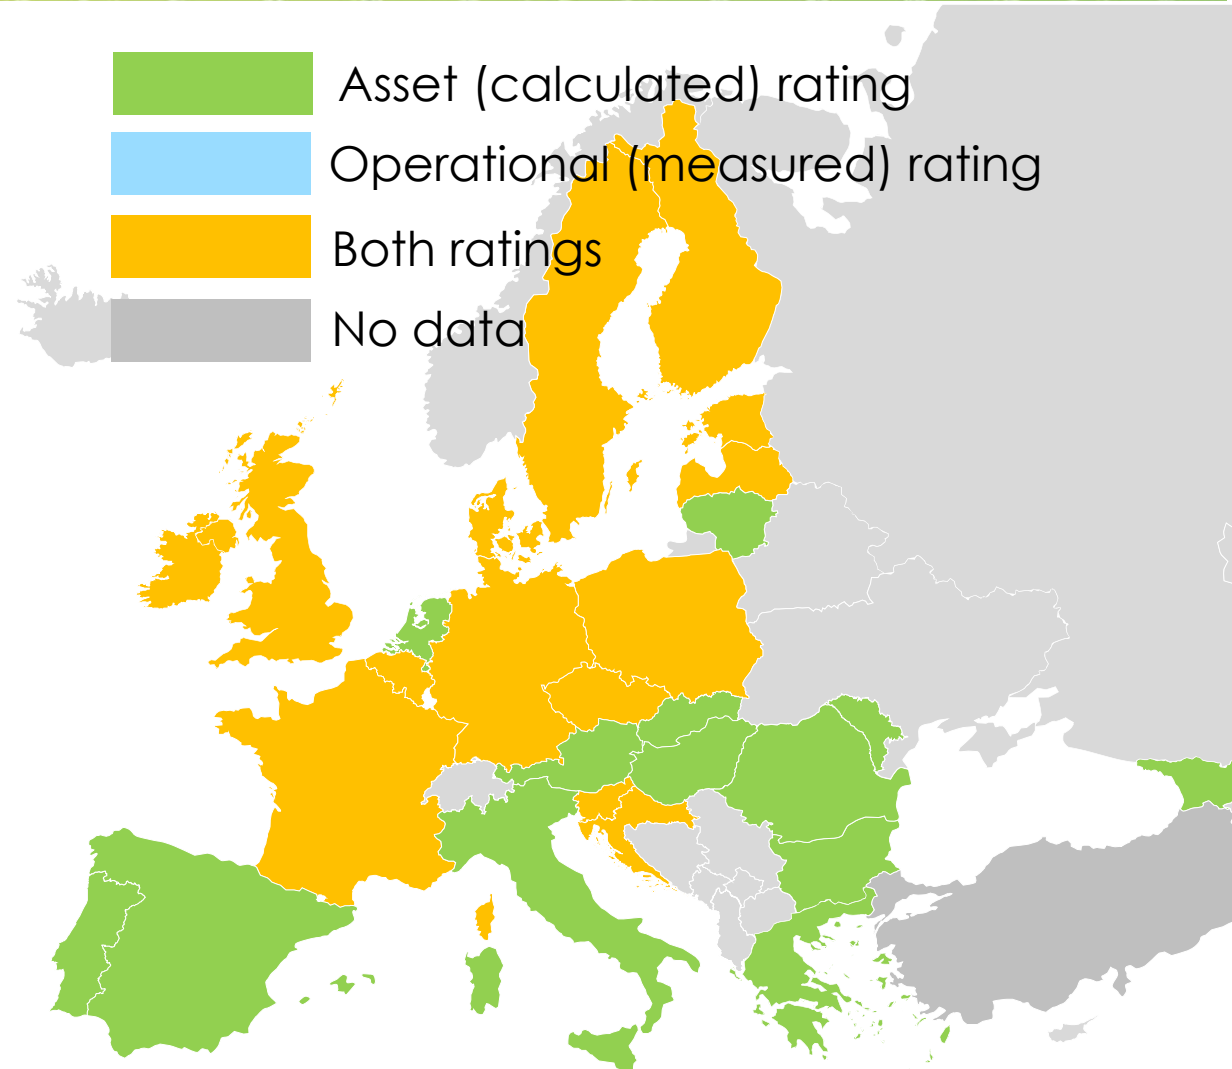 Asset (calculated) rating
Operational (measured) rating
Both ratings
No data